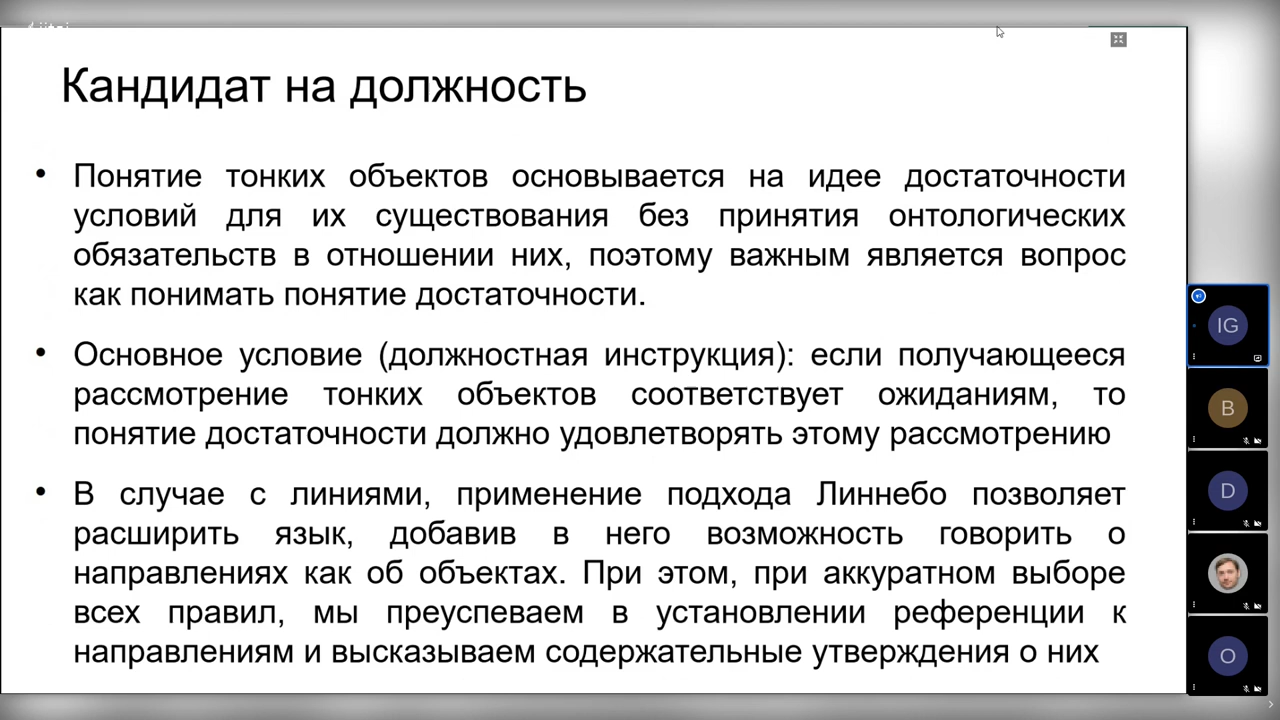 Кандидат на должность
• Понятие тонких объектов основывается на идее достаточности
условий для их существования без принятия онтологических
обязательств в отношении них, поэтому важным является вопрос
как понимать понятие достаточности.
• Основное условие (должностная инструкция): если получающееся
рассмотрение тонких объектов соответствует ожиданиям, то
понятие достаточности должно удовлетворять этому рассмотрению
• В случае с линиями, применение подхода Линнебо позволяет
расширить язык, добавив в него возможность говорить о
направлениях как об объектах. При этом, при аккуратном выборе
всех правил, мы преуспеваем в установлении референции к
направлениям и высказываем содержательные утверждения о них
IG
B
D
O